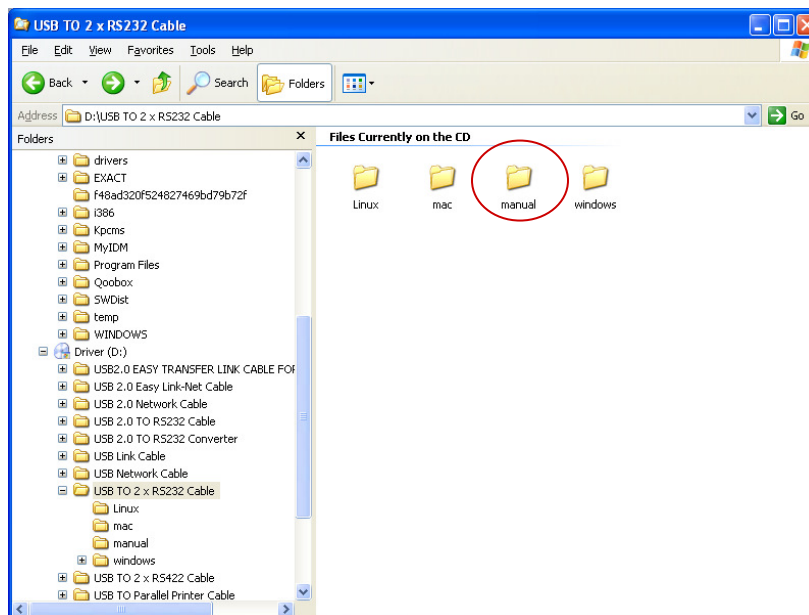 USB TO 2 x RS232 Cable
File Edit View Favorites Tools Help
Back Search Folders
Address D:\USB TO 2 x RS232 Cable Go
Folders
drivers
EXACT
f48ad320f524827469bd79b72f
i386
Kpcms
MyIDM
Program Files
Qoobox
SWDist
temp
WINDOWS
Driver (D:)
USB2.0 EASY TRANSFER LINK CABLE FOR
USB 2.0 Easy Link-Net Cable
USB 2.0 Network Cable
USB 2.0 TO RS232 Cable
USB 2.0 TO RS232 Converter
USB Link Cable
USB Network Cable
USB TO 2 x RS232 Cable
Linux
mac
manual
windows
USB TO 2 x RS422 Cable
USB TO Parallel Printer Cable
Files Currently on the CD
Linux mac manual windows